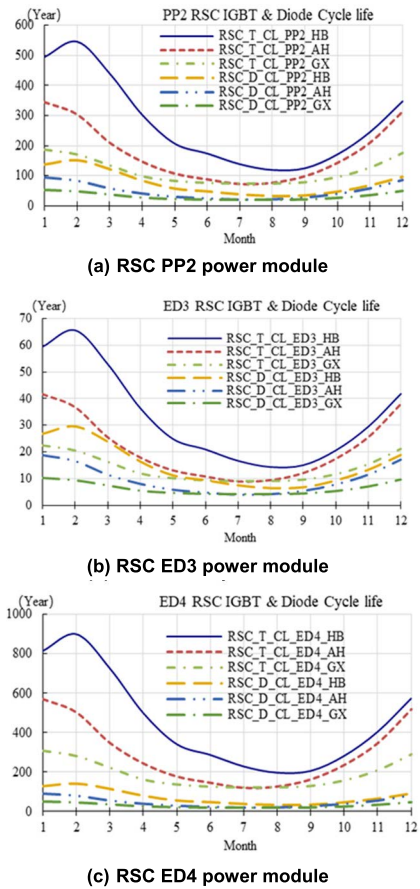 (Year) PP2 RSC IGBT & Diode Cycle life
600
500
400
300
200
100
0
RSC_T_CL_PP2_HB
RSC_T_CL_PP2_AH
RSC_T_CL_PP2_GX
RSC_D_CL_PP2_HB
RSC_D_CL_PP2_AH
RSC_D_CL_PP2_GX
1 2 3 4 5 6 7 8 9 10 11 12
Month
(a) RSC PP2 power module
(Year) ED3 RSC IGBT & Diode Cycle life
70
60
50
40
30
20
10
0
RSC_T_CL_ED3_HB
RSC_T_CL_ED3_AH
RSC_T_CL_ED3_GX
RSC_D_CL_ED3_HB
RSC_D_CL_ED3_AH
RSC_D_CL_ED3_GX
1 2 3 4 5 6 7 8 9 10 11 12
Month
(b) RSC ED3 power module
(Year) ED4 RSC IGBT & Diode Cycle life
1000
800
600
400
200
0
RSC_T_CL_ED4_HB
RSC_T_CL_ED4_AH
RSC_T_CL_ED4_GX
RSC_D_CL_ED4_HB
RSC_D_CL_ED4_AH
RSC_D_CL_ED4_GX
1 2 3 4 5 6 7 8 9 10 11 12
Month
(c) RSC ED4 power module